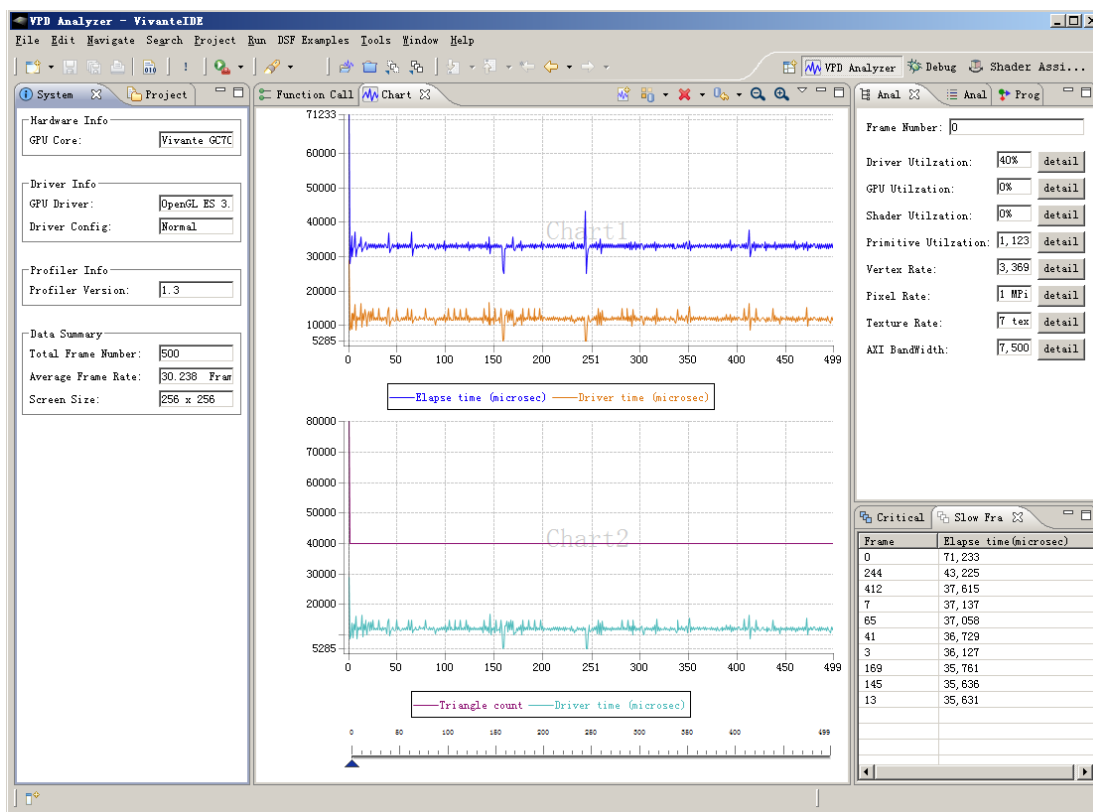 VPD Analyzer - VivanteIDE
File Edit Navigate Search Project Run DSF Examples Tools Window Help
VPD Analyzer Debug Shader Assi...
System Project
Hardware Info
GPU Core: Vivante GC70
Driver Info
GPU Driver: OpenGL ES 3.
Driver Config: Normal
Profiler Info
Profiler Version: 1.3
Data Summary
Total Frame Number: 500
Average Frame Rate: 30.238 Fram
Screen Size: 256 x 256
Function Call Chart
71233
60000
50000
40000
30000
20000
10000
5285
0 50 100 150 200 251 300 350 400 450 499
Chart1
Elapse time (microsec) Driver time (microsec)
80000
70000
50000
40000
30000
20000
5285
0 50 100 150 200 251 300 350 400 450 499
Chart2
Triangle count Driver time (microsec)
0 50 100 150 200 250 300 350 400 499
Anal Anal Prog
Frame Number: 0
Driver Utilzation: 40% detail
GPU Utilzation: 0% detail
Shader Utilzation: 0% detail
Primitive Utilzation: 1,123 detail
Vertex Rate: 3,369 detail
Pixel Rate: 1 MPi detail
Texture Rate: 7 tex detail
AXI BandWidth: 7,500 detail
Critical Slow Fra
Frame Elapse time(microsec)
0 71,233
244 43,225
412 37,615
7 37,137
65 37,058
41 36,729
3 36,127
169 35,761
145 35,636
13 35,631